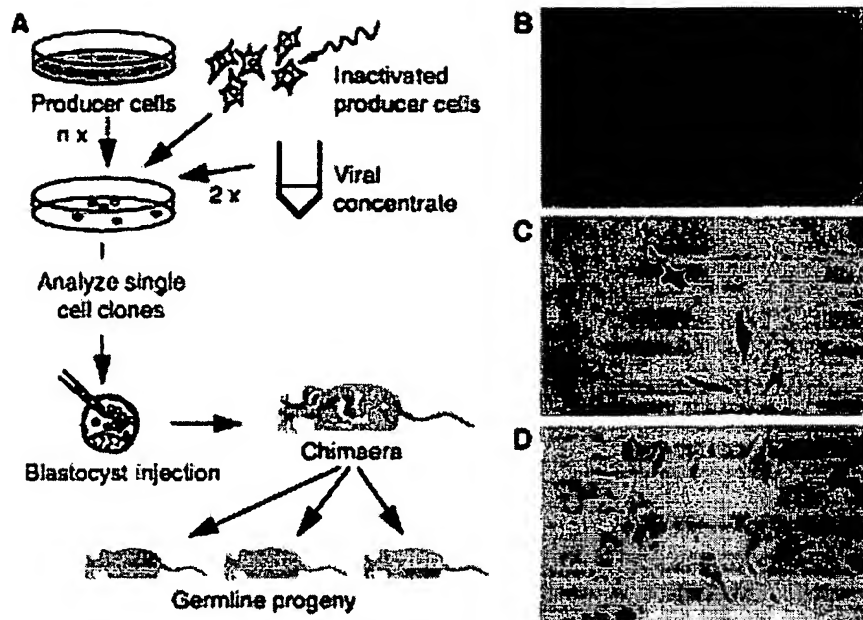 A
Producer cells
n x
Inactivated
producer cells
2 x
Viral
concentrate
Analyze single
cell clones
Blastocyst injection
Chimaera
Germline progeny
B
C
D